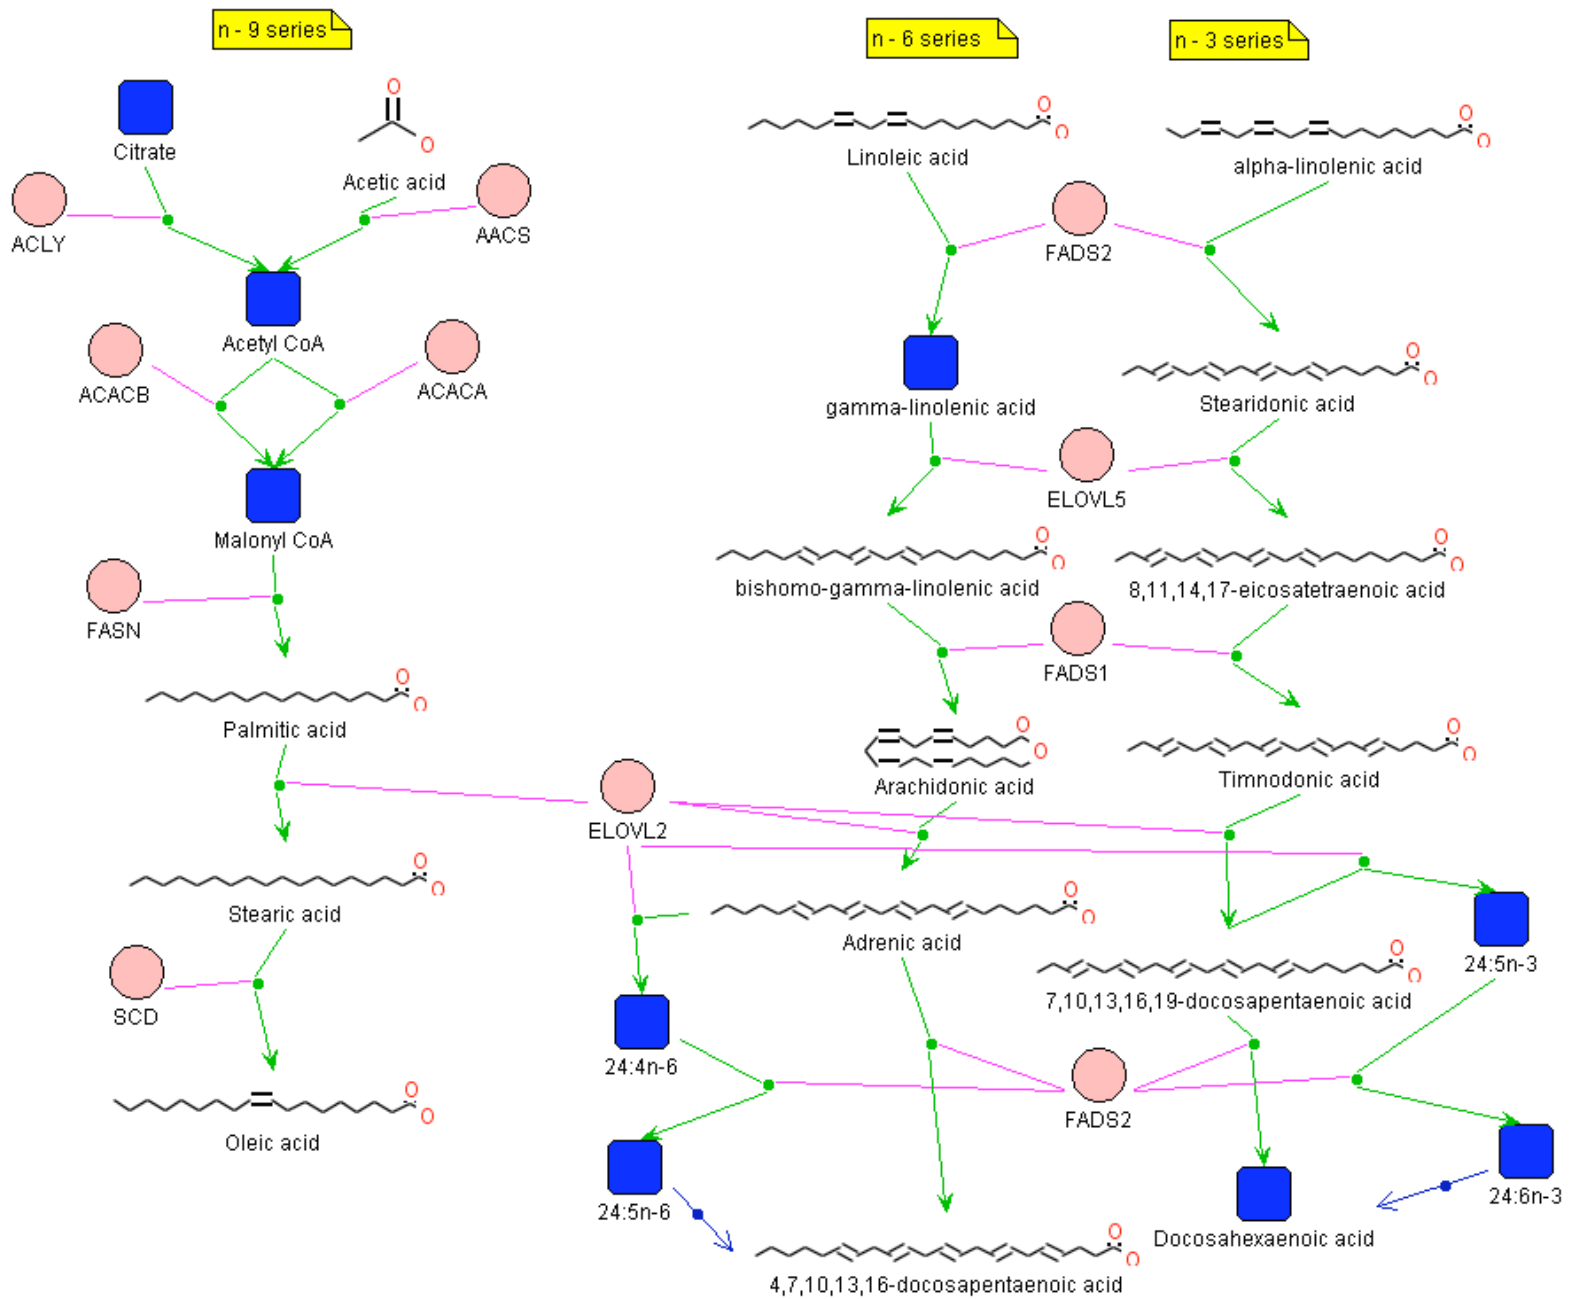 n - 9 series
n - 6 series
n - 3 series
O
O
Acetic acid
Citrate
ACLY
AACS
Acetyl CoA
ACACB
ACACA
Malonyl CoA
FASN
O
O
Palmitic acid
ELOVL2
O
O
Stearic acid
SCD
O
O
Oleic acid
O
O
Linoleic acid
O
O
alpha-linolenic acid
FADS2
gamma-linolenic acid
O
O
Stearidonic acid
ELOVL5
O
O
bishomo-gamma-linolenic acid
O
O
8,11,14,17-eicosatetraenoic acid
FADS1
O
O
Arachidonic acid
O
O
Timnodonic acid
O
O
Adrenic acid
24:5n-3
O
O
7,10,13,16,19-docosapentaenoic acid
24:4n-6
FADS2
24:5n-6
24:6n-3
Docosahexaenoic acid
O
O
4,7,10,13,16-docosapentaenoic acid